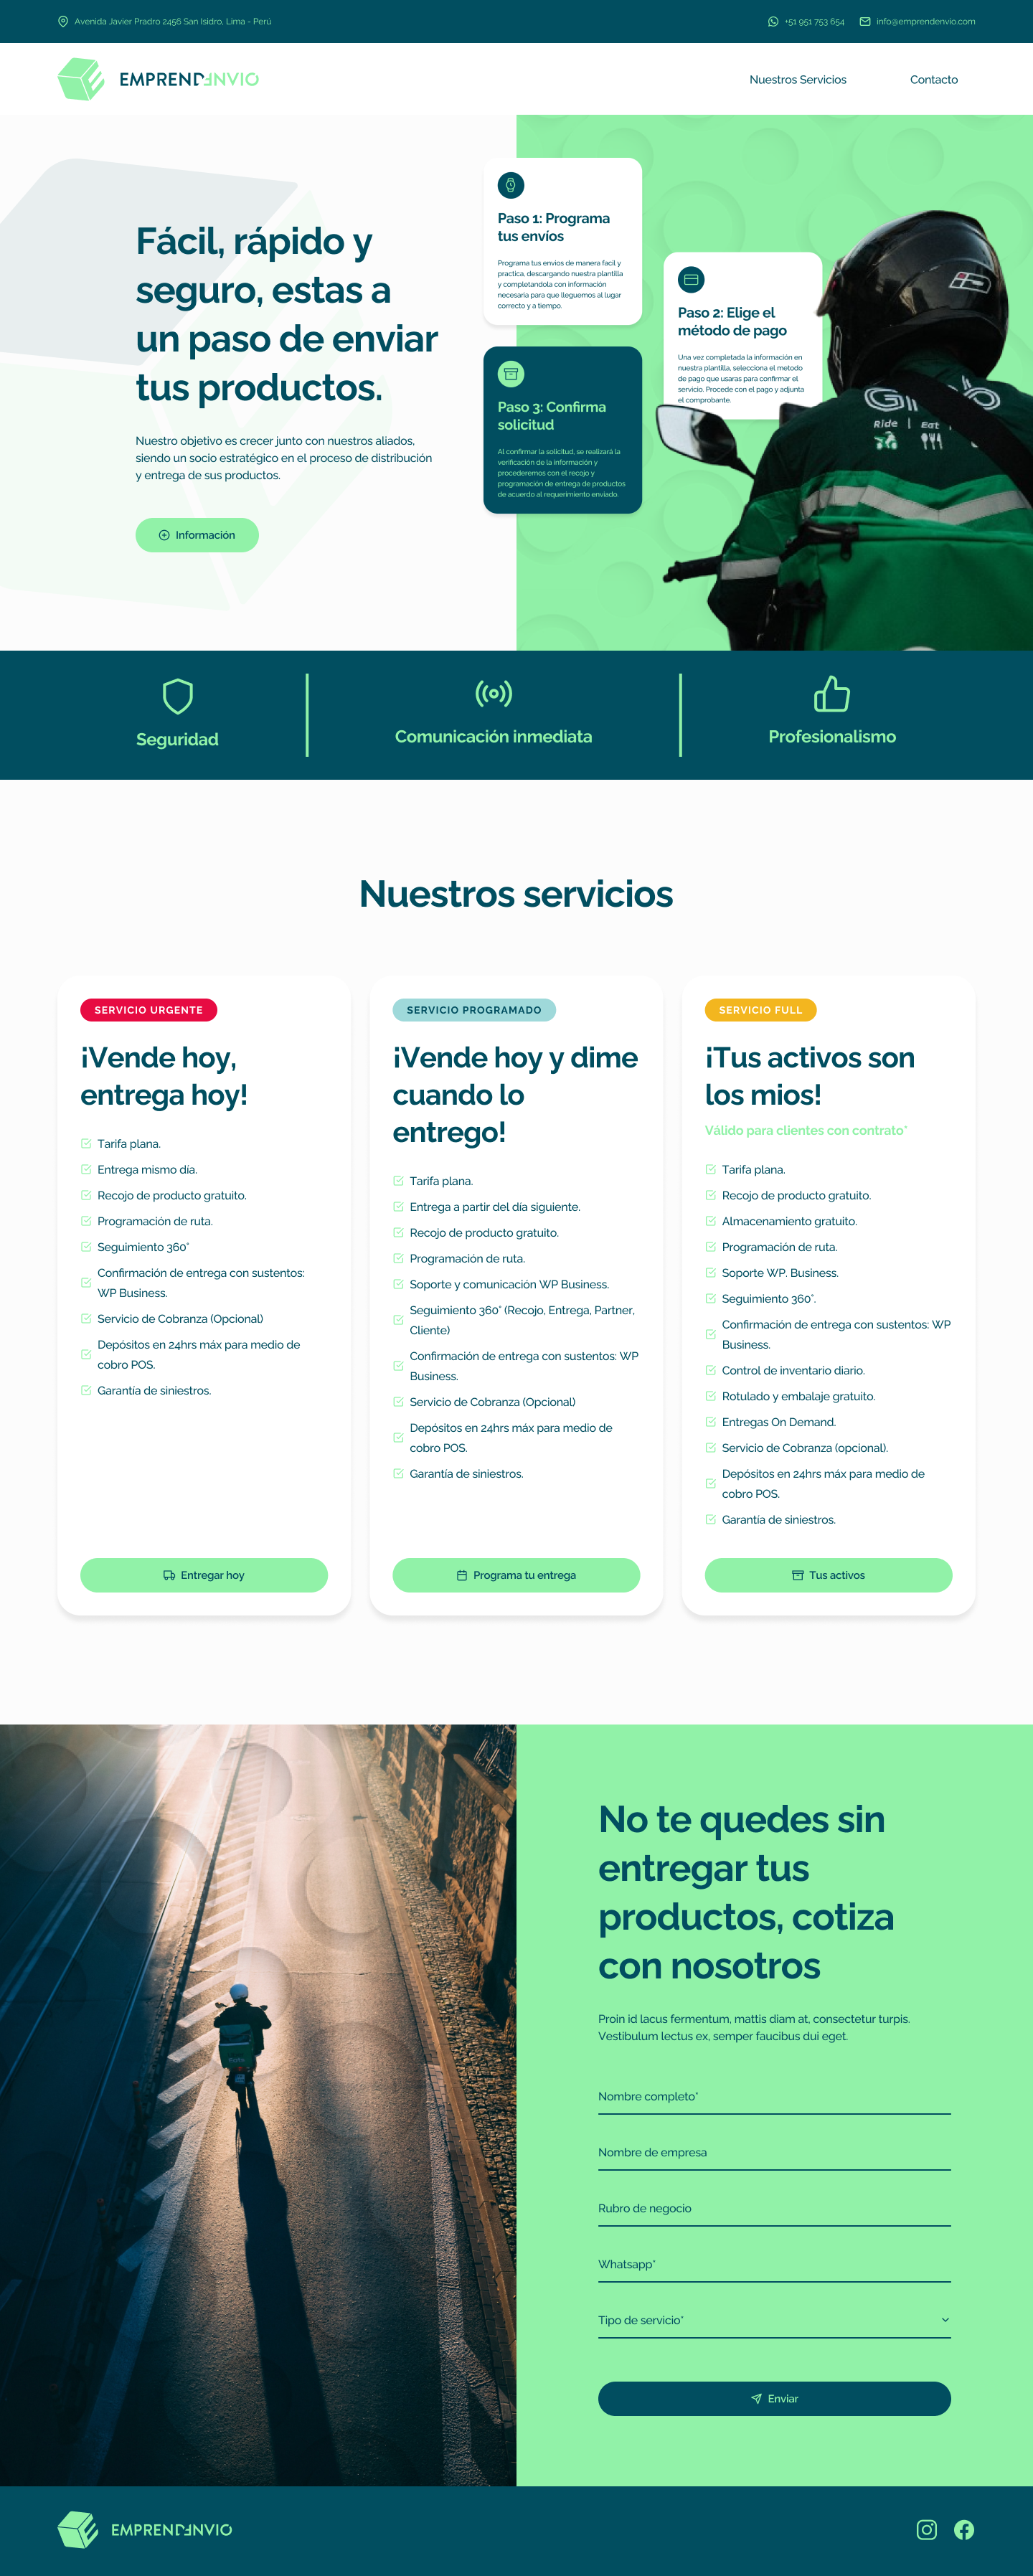 Avenida Javier Pradro 2456 San Isidro, Lima - Perú
+51 951 753 654
info@emprendenvio.com
EMPRENDENVIO
Nuestros Servicios
Contacto
Fácil, rápido y
seguro, estas a
un paso de enviar
tus productos.
Nuestro objetivo es crecer junto con nuestros aliados,
siendo un socio estratégico en el proceso de distribución
y entrega de sus productos.
Información
Paso 1: Programa
tus envíos
Programa tus envios de manera facil y
practica, descargando nuestra plantilla
y completandola con información
necesaria para que lleguemos al lugar
correcto y a tiempo.
Paso 2: Elige el
método de pago
Una vez completada la información en
nuestra plantilla, selecciona el metodo
de pago que usaras para confirmar el
servicio. Procede con el pago y adjunta
el comprobante.
Paso 3: Confirma
solicitud
Al confirmar la solicitud, se realizará la
verificación de la información y
procederemos con el recojo y
programación de entrega de productos
de acuerdo al requerimiento enviado.
Ride
Eat
Seguridad
Comunicación inmediata
Profesionalismo
Nuestros servicios
SERVICIO URGENTE
¡Vende hoy,
entrega hoy!
Tarifa plana.
Entrega mismo día.
Recojo de producto gratuito.
Programación de ruta.
Seguimiento 360°
Confirmación de entrega con sustentos:
WP Business.
Servicio de Cobranza (Opcional)
Depósitos en 24hrs máx para medio de
cobro POS.
Garantía de siniestros.
Entregar hoy
SERVICIO PROGRAMADO
¡Vende hoy y dime
cuando lo
entrego!
Tarifa plana.
Entrega a partir del día siguiente.
Recojo de producto gratuito.
Programación de ruta.
Soporte y comunicación WP Business.
Seguimiento 360° (Recojo, Entrega, Partner,
Cliente)
Confirmación de entrega con sustentos: WP
Business.
Servicio de Cobranza (Opcional)
Depósitos en 24hrs máx para medio de
cobro POS.
Garantía de siniestros.
Programa tu entrega
SERVICIO FULL
¡Tus activos son
los mios!
Válido para clientes con contrato*
Tarifa plana.
Recojo de producto gratuito.
Almacenamiento gratuito.
Programación de ruta.
Soporte WP. Business.
Seguimiento 360°.
Confirmación de entrega con sustentos: WP
Business.
Control de inventario diario.
Rotulado y embalaje gratuito.
Entregas On Demand.
Servicio de Cobranza (opcional).
Depósitos en 24hrs máx para medio de
cobro POS.
Garantía de siniestros.
Tus activos
No te quedes sin
entregar tus
productos, cotiza
con nosotros
Proin id lacus fermentum, mattis diam at, consectetur turpis.
Vestibulum lectus ex, semper faucibus dui eget.
Nombre completo*
Nombre de empresa
Rubro de negocio
Whatsapp*
Tipo de servicio*
Enviar
EMPRENDENVIO